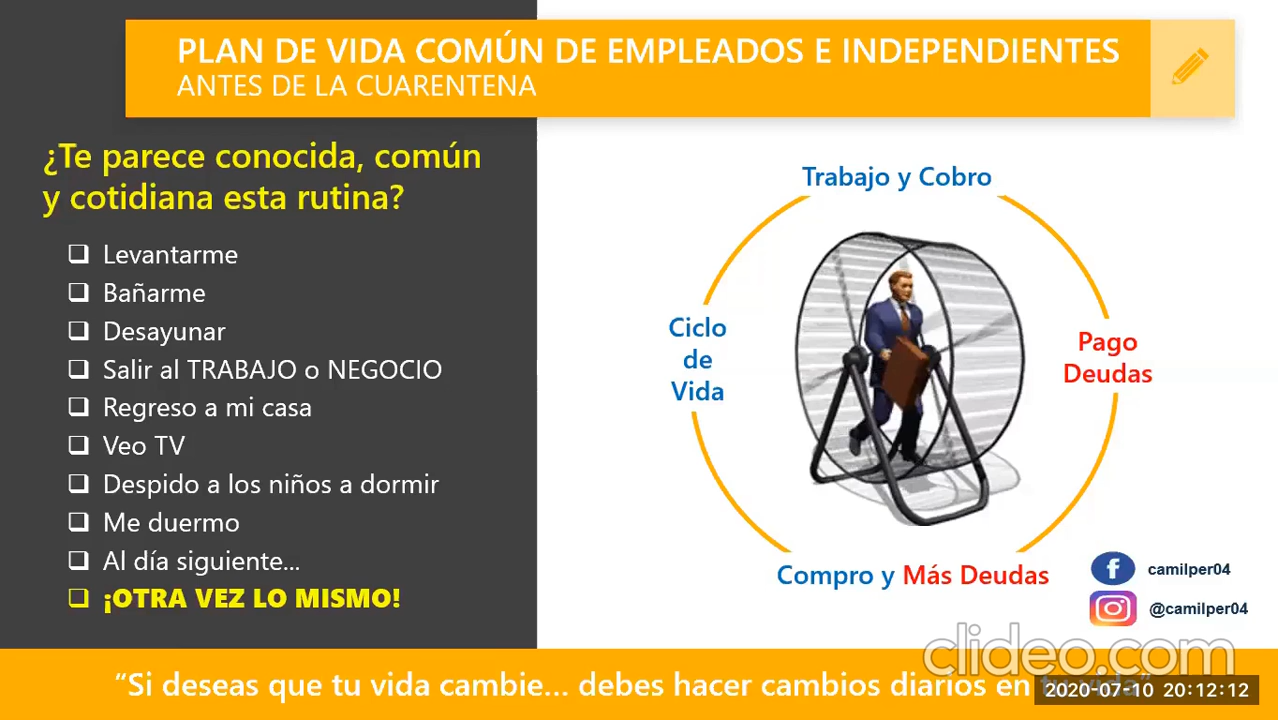 PLAN DE VIDA COMÚN DE EMPLEADOS E INDEPENDIENTES
ANTES DE LA CUARENTENA
¿Te parece conocida, común
y cotidiana esta rutina?
❑ Levantarme
❑ Bañarme
❑ Desayunar
❑ Salir al TRABAJO o NEGOCIO
❑ Regreso a mi casa
❑ Veo TV
❑ Despido a los niños a dormir
❑ Me duermo
❑ Al día siguiente...
❑ ¡OTRA VEZ LO MISMO!
Trabajo y Cobro
Pago
Deudas
Compro y Más Deudas
Ciclo
de
Vida
camilper04
@camilper04
clideo.com
“Si deseas que tu vida cambie... debes hacer cambios diarios en tu vida”
2020-07-10 20:12:12